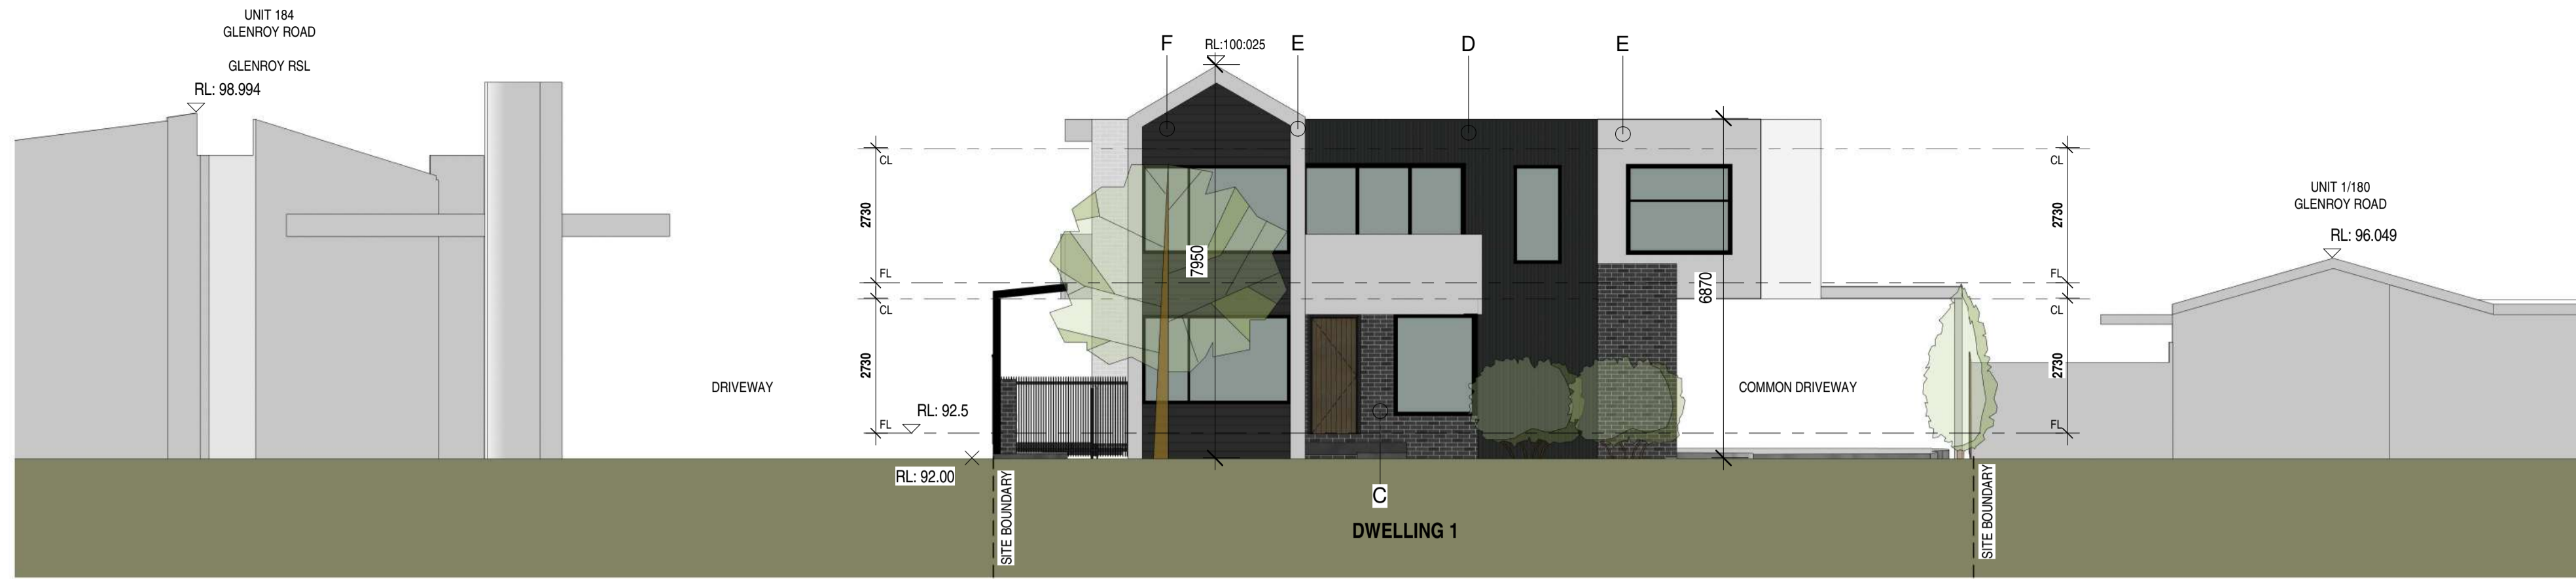 UNIT 184
GLENROY ROAD
GLENROY RSL
RL: 98.994
F
RL:100:025
E
D
E
CL
2730
FL
CL
2730
FL
DRIVEWAY
RL: 92.5
RL: 92.00
7950
6870
COMMON DRIVEWAY
C
DWELLING 1
SITE BOUNDARY
SITE BOUNDARY
CL
2730
FL
CL
2730
FL
UNIT 1/180
GLENROY ROAD
RL: 96.049